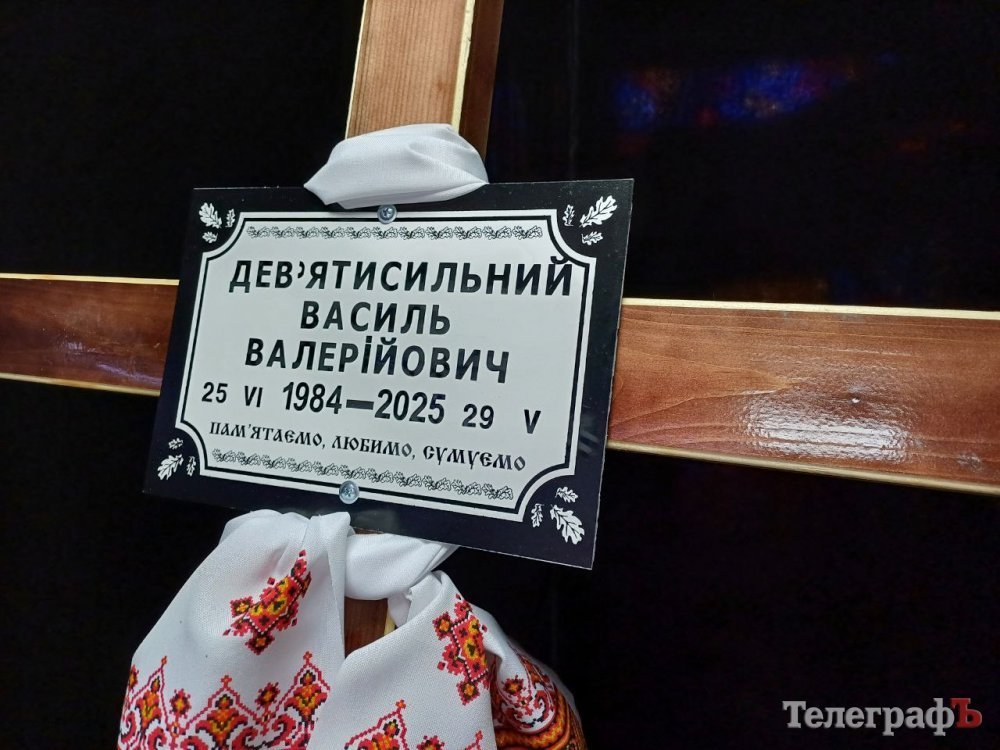 ДЕВ'ЯТИСИЛЬНИЙ
ВАСИЛЬ
ВАЛЕРІЙОВИЧ
25 VI 1984—2025 29 V
ПАМ'ЯТАЄМО, ЛЮБИМО, СУМУЄМО
ТелеграфЪ